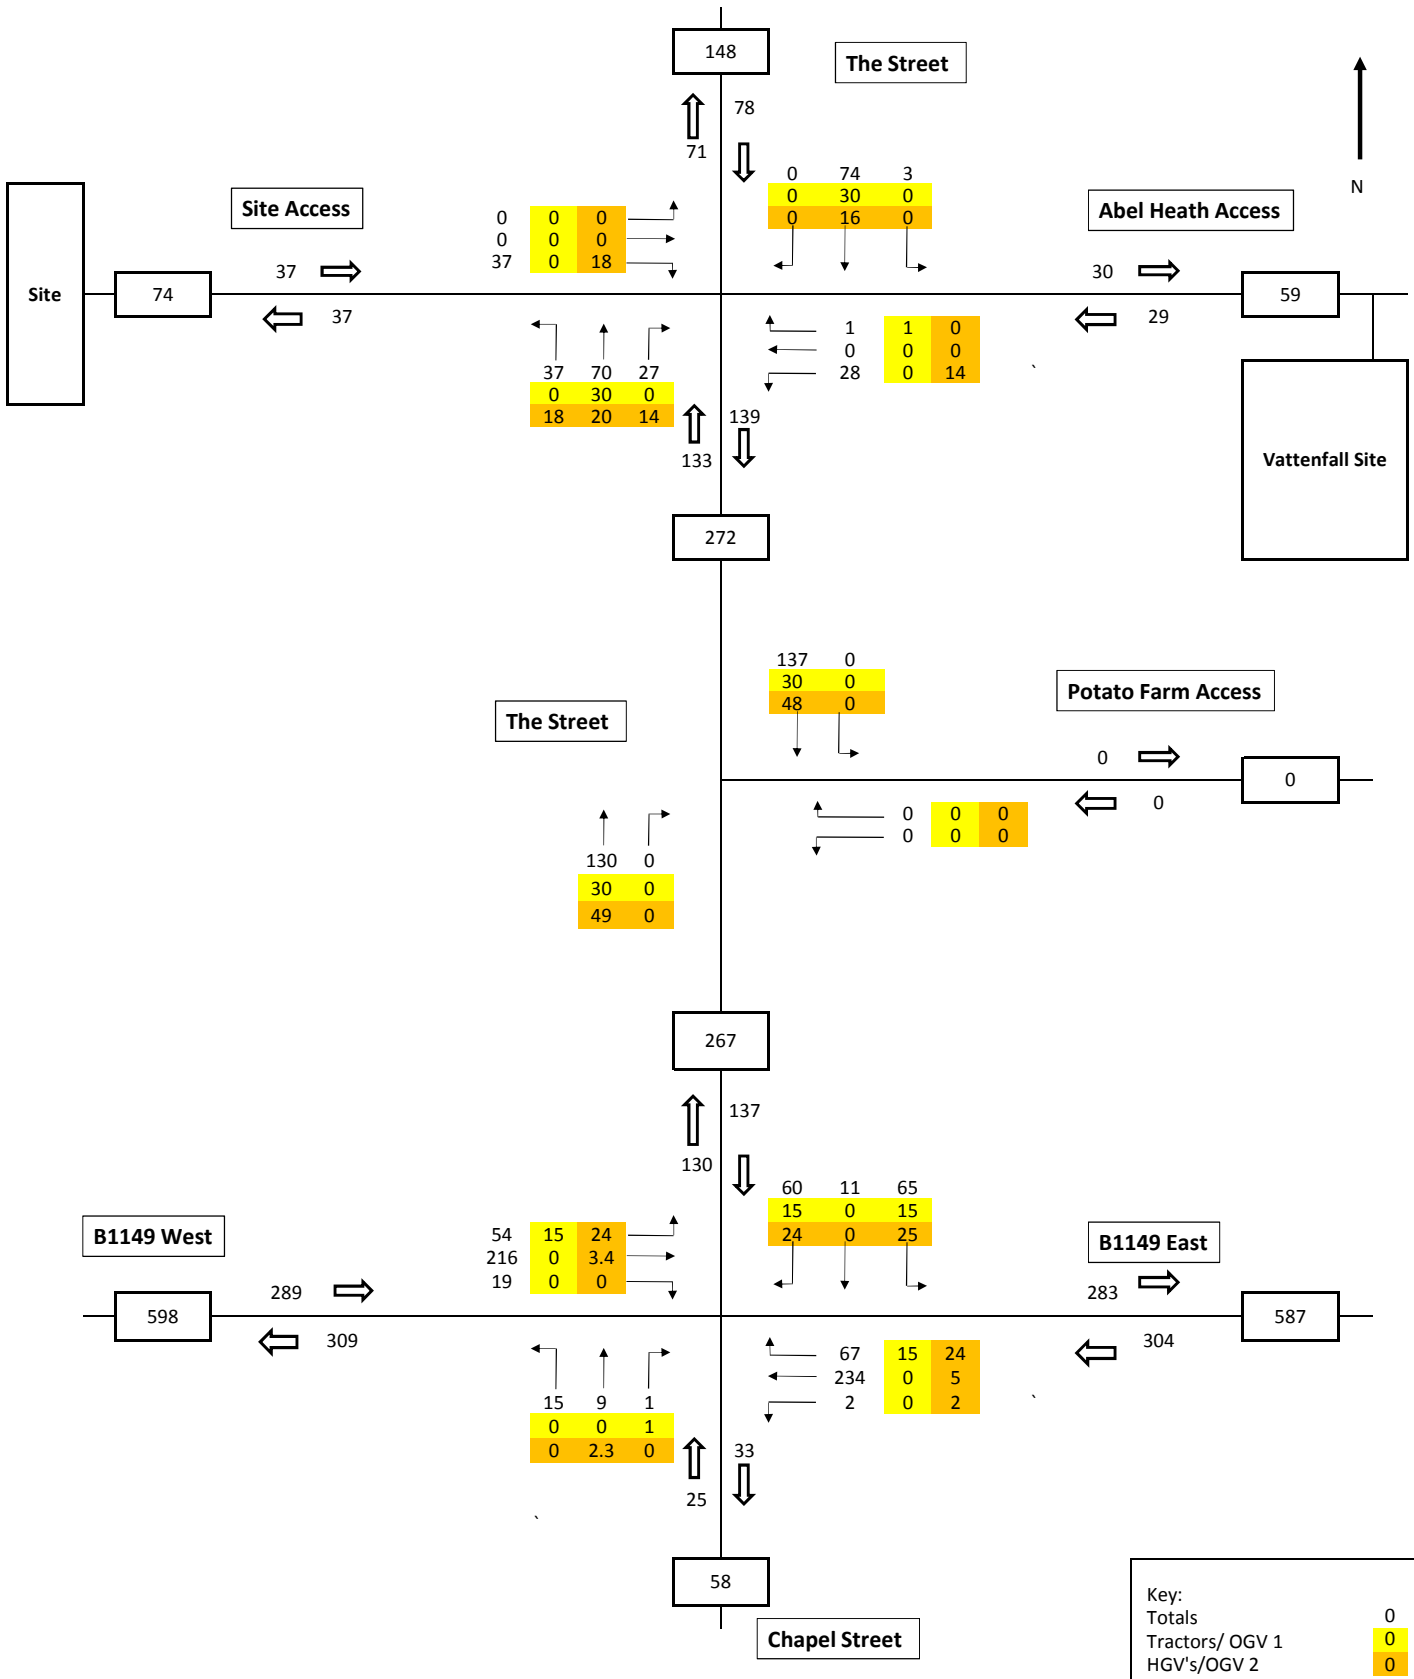 148
The Street
78
71
0 74 3
0 30 0
0 16 0
N
Site Access
0 0 0
0 0 0
37 0 18
Abel Heath Access
37
30
Site
74
59
37
29
1 1 0
0 0 0
28 0 14
`
37 70 27
0 30 0
18 20 14
139
133
Vattenfall Site
272
137 0
30 0
48 0
Potato Farm Access
The Street
0
0
0
0 0 0
0 0 0
130 0
30 0
49 0
267
137
130
60 11 65
15 0 15
24 0 25
B1149 West
54 15 24
216 0 3.4
19 0 0
B1149 East
289
283
598
587
309
304
67 15 24
234 0 5
2 0 2
`
15 9 1
0 0 1
0 2.3 0
33
25
`
58
Chapel Street
Key:
Totals 0
Tractors/ OGV 1 0
HGV's/OGV 2 0